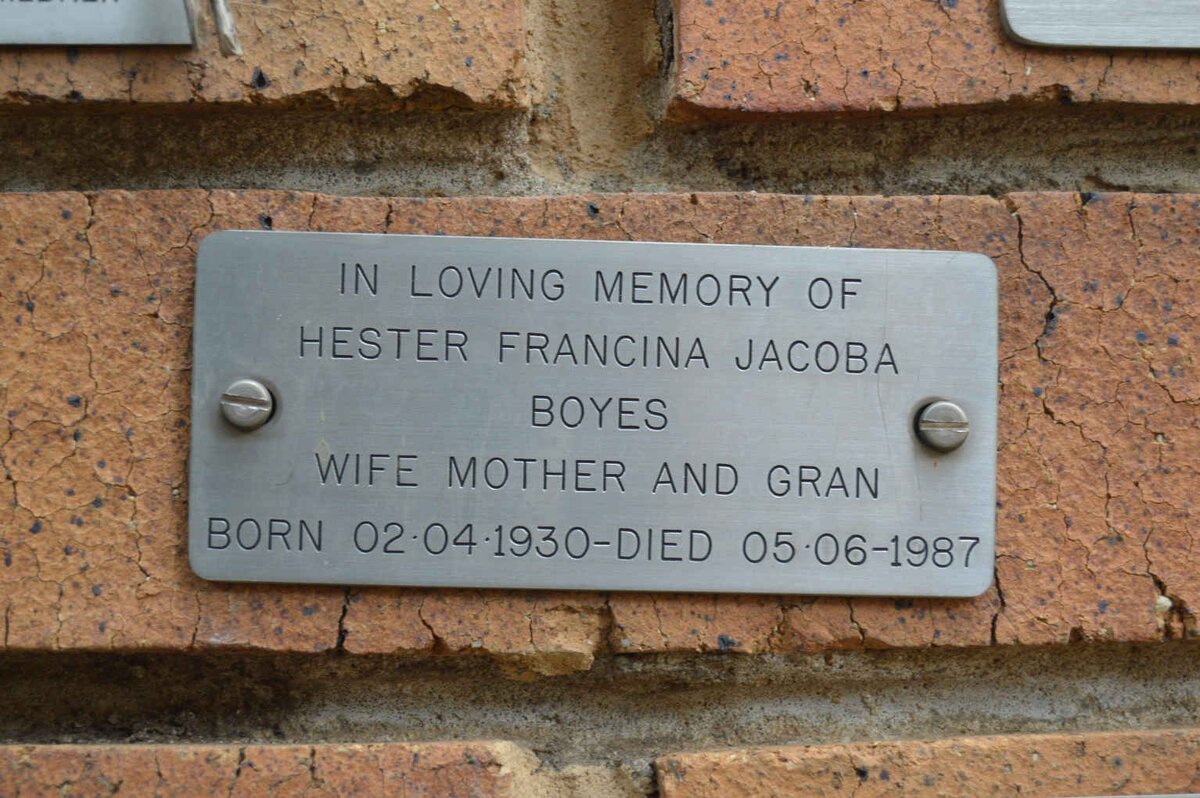 IN LOVING MEMORY OF
HESTER FRANCINA JACOBA
BOYES
WIFE MOTHER AND GRAN
BORN 02·04·1930-DIED 05·06-1987